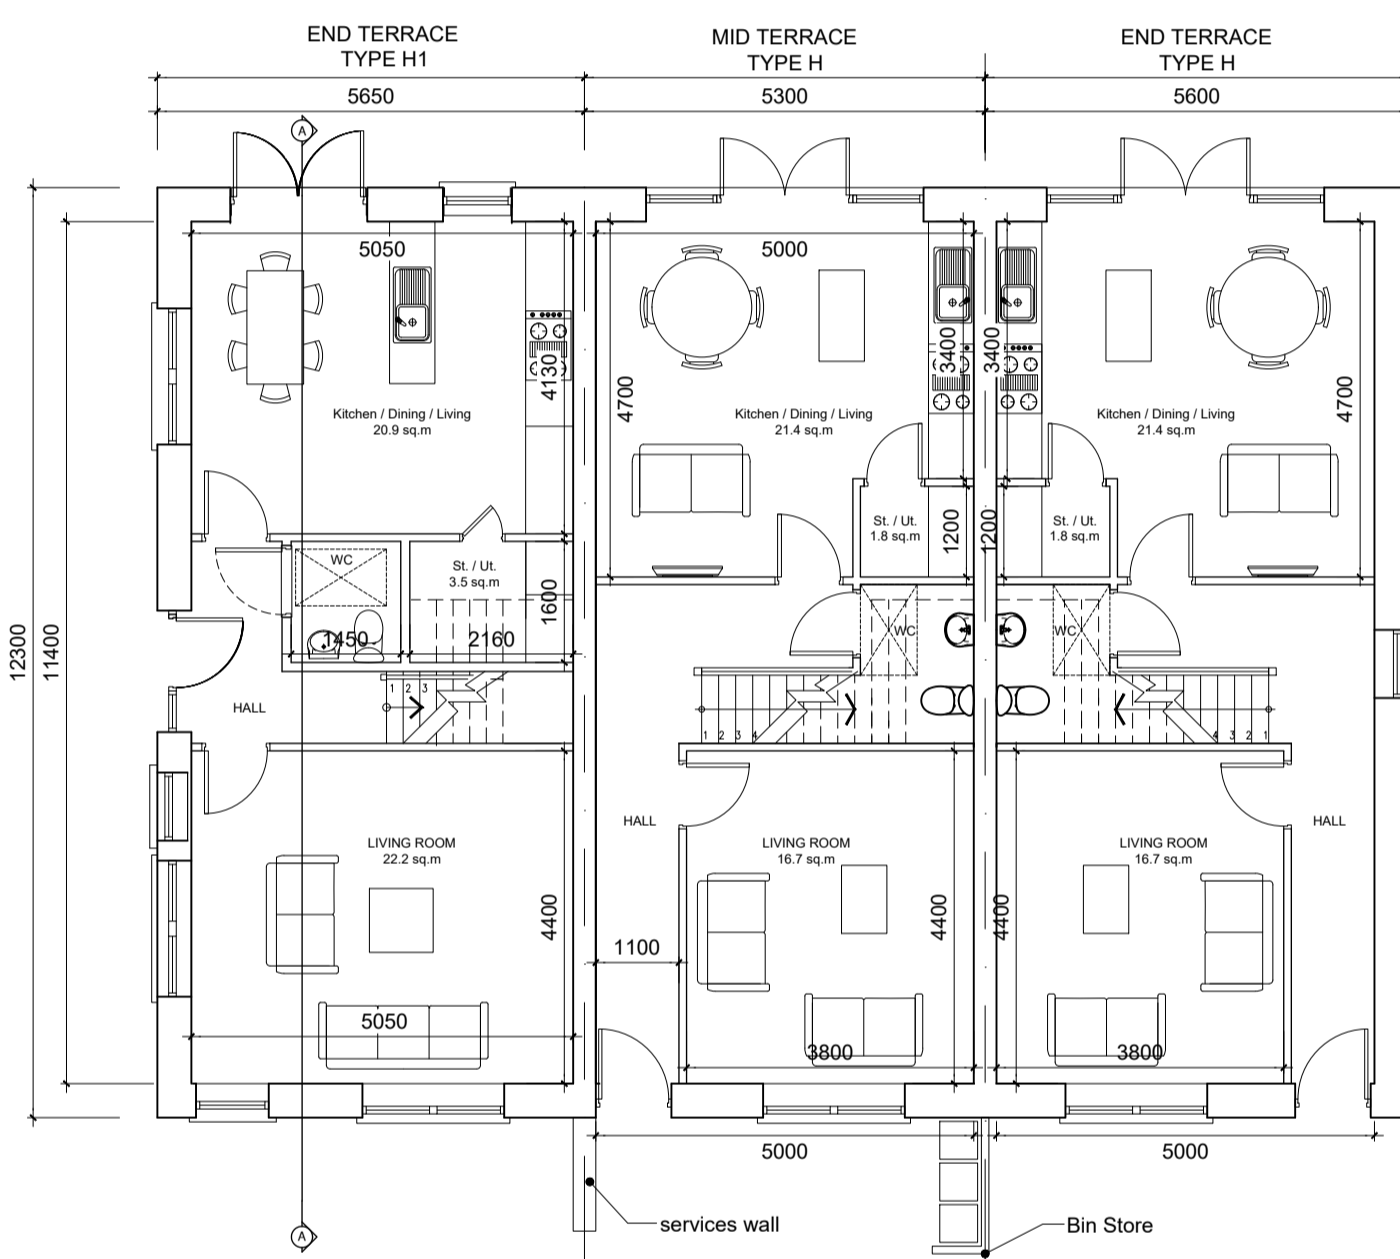 END TERRACE
TYPE H1
MID TERRACE
TYPE H
END TERRACE
TYPE H
5650
5300
5600
A
5050
5000
12300
11400
4130
4700
3400
3400
4700
Kitchen / Dining / Living
20.9 sq.m
Kitchen / Dining / Living
21.4 sq.m
Kitchen / Dining / Living
21.4 sq.m
WC
St. / Ut.
3.5 sq.m
1600
1450
2160
St. / Ut.
1.8 sq.m
1200
1200
St. / Ut.
1.8 sq.m
WC
WC
HALL
1 2 3
1 2 3 4
4 3 2 1
HALL
HALL
LIVING ROOM
22.2 sq.m
LIVING ROOM
16.7 sq.m
LIVING ROOM
16.7 sq.m
4400
4400
4400
1100
5050
3800
3800
5000
5000
services wall
Bin Store
A